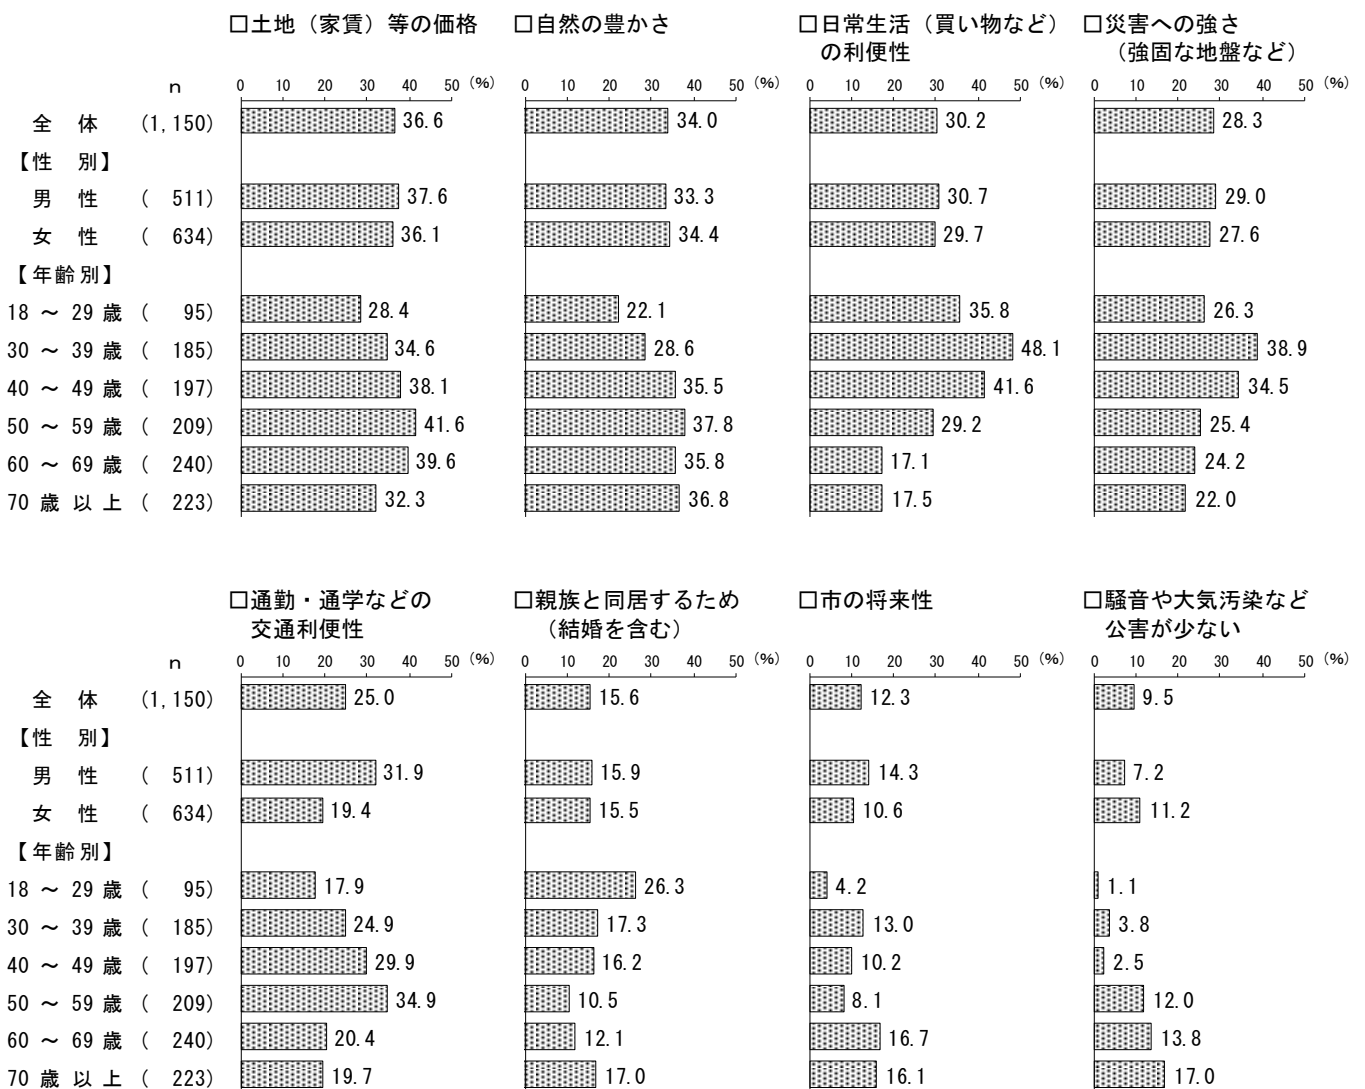 □土地（家賃）等の価格 □自然の豊かさ □日常生活（買い物など） □災害への強さ
の利便性 （強固な地盤など）
n 0 10 20 30 40 50 (%) 0 10 20 30 40 50 (%) 0 10 20 30 40 50 (%) 0 10 20 30 40 50 (%)
全 体 (1,150) 36.6 34.0 30.2 28.3
【性 別】
男 性 ( 511) 37.6 33.3 30.7 29.0
女 性 ( 634) 36.1 34.4 29.7 27.6
【年齢別】
18 ～ 29 歳 ( 95) 28.4 22.1 35.8 26.3
30 ～ 39 歳 ( 185) 34.6 28.6 48.1 38.9
40 ～ 49 歳 ( 197) 38.1 35.5 41.6 34.5
50 ～ 59 歳 ( 209) 41.6 37.8 29.2 25.4
60 ～ 69 歳 ( 240) 39.6 35.8 17.1 24.2
70 歳 以 上 ( 223) 32.3 36.8 17.5 22.0
□通勤・通学などの □親族と同居するため □市の将来性 □騒音や大気汚染など
交通利便性 （結婚を含む） 公害が少ない
n 0 10 20 30 40 50 (%) 0 10 20 30 40 50 (%) 0 10 20 30 40 50 (%) 0 10 20 30 40 50 (%)
全 体 (1,150) 25.0 15.6 12.3 9.5
【性 別】
男 性 ( 511) 31.9 15.9 14.3 7.2
女 性 ( 634) 19.4 15.5 10.6 11.2
【年齢別】
18 ～ 29 歳 ( 95) 17.9 26.3 4.2 1.1
30 ～ 39 歳 ( 185) 24.9 17.3 13.0 3.8
40 ～ 49 歳 ( 197) 29.9 16.2 10.2 2.5
50 ～ 59 歳 ( 209) 34.9 10.5 8.1 12.0
60 ～ 69 歳 ( 240) 20.4 12.1 16.7 13.8
70 歳 以 上 ( 223) 19.7 17.0 16.1 17.0